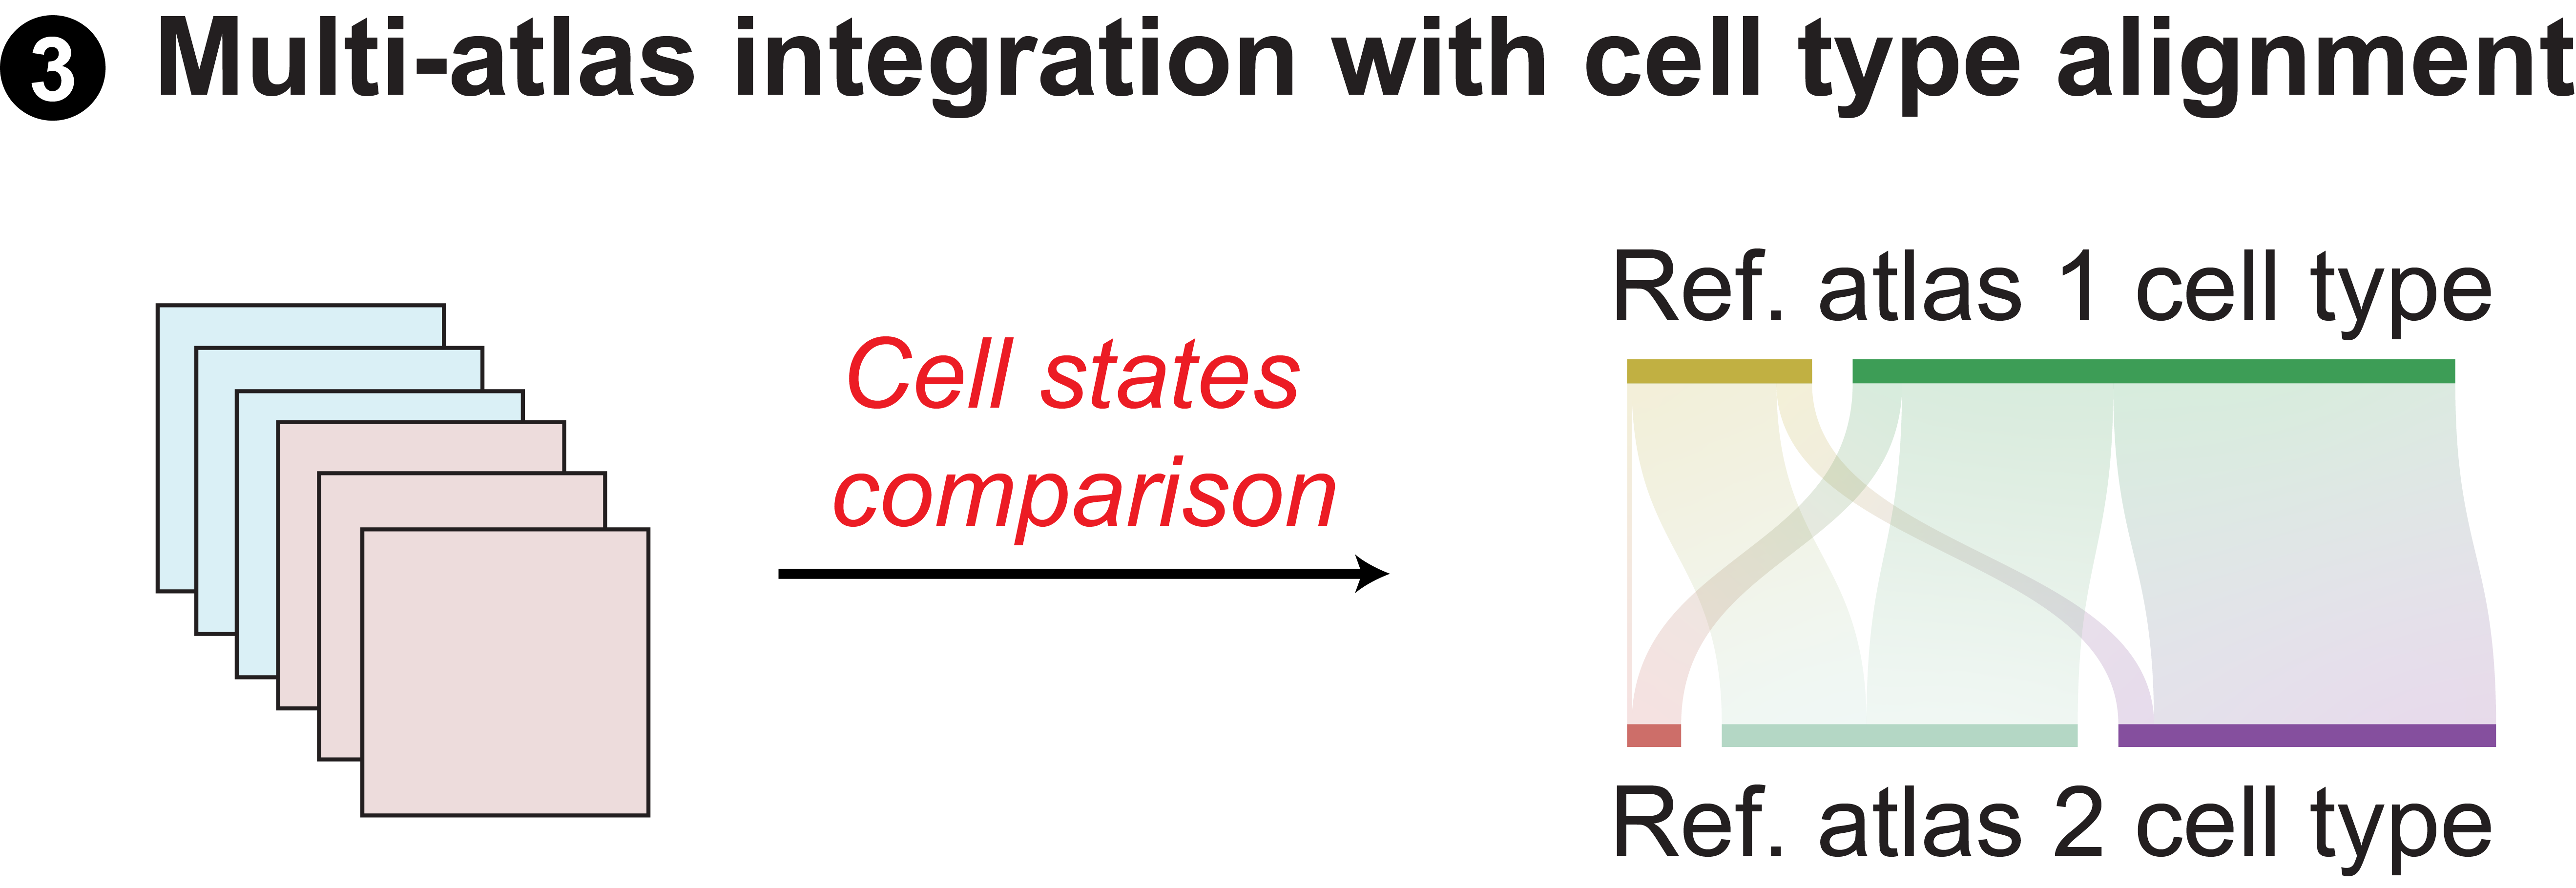 3 Multi-atlas integration with cell type alignment
Cell states
comparison
Ref. atlas 1 cell type
Ref. atlas 2 cell type